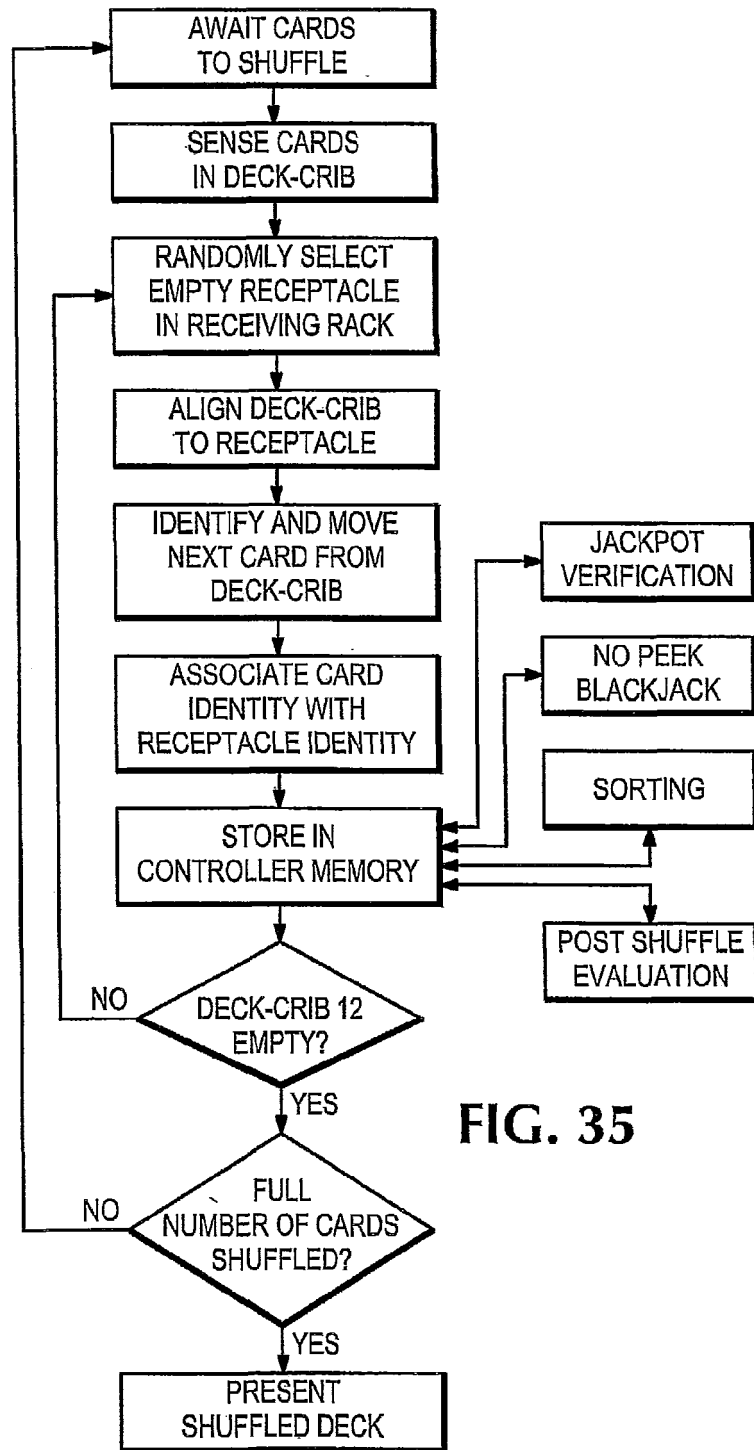 AWAIT CARDS
TO SHUFFLE
SENSE CARDS
IN DECK-CRIB
RANDOMLY SELECT
EMPTY RECEPTACLE
IN RECEIVING RACK
ALIGN DECK-CRIB
TO RECEPTACLE
IDENTIFY AND MOVE
NEXT CARD FROM
DECK-CRIB
JACKPOT
VERIFICATION
ASSOCIATE CARD
IDENTITY WITH
RECEPTACLE IDENTITY
NO PEEK
BLACKJACK
SORTING
STORE IN
CONTROLLER MEMORY
POST SHUFFLE
EVALUATION
NO
DECK-CRIB 12
EMPTY?
YES
FIG. 35
NO
FULL
NUMBER OF CARDS
SHUFFLED?
YES
PRESENT
SHUFFLED DECK